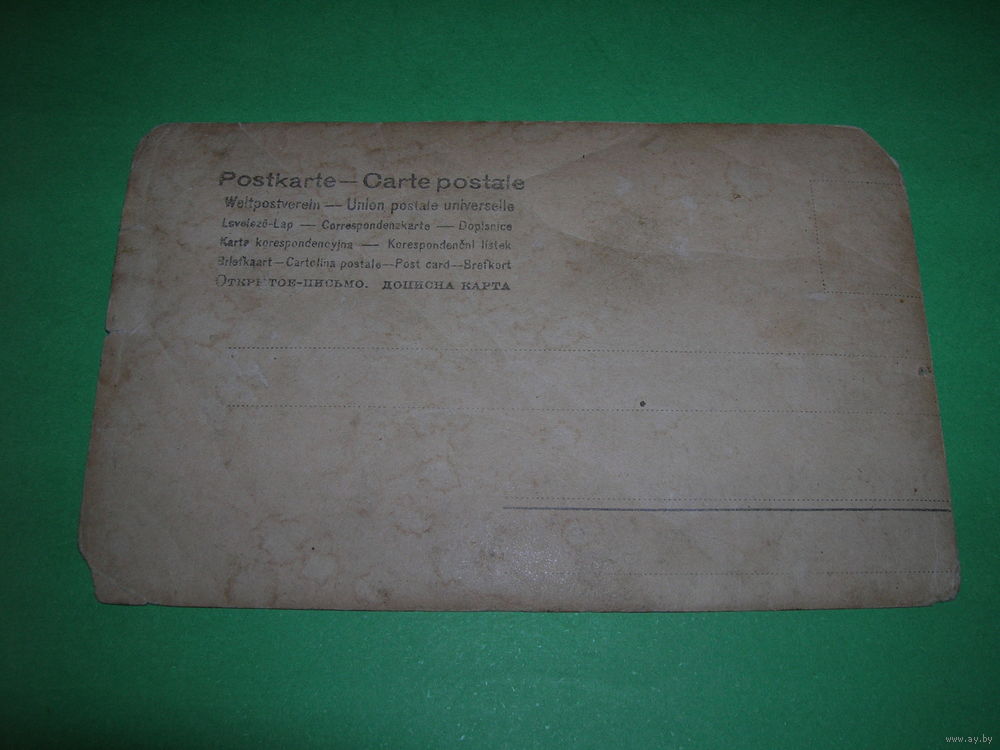 Postkarte — Carte postale
Weltpostverein — Union postale universelle
Levelező-Lap — Correspondenzkarte — Dopisnice
Karta korespondencyjna — Korespondenční lístek
Briefkaart — Cartolina postale — Post card — Brefkort
Открытое-письмо. Дописна карта
www.ay.by